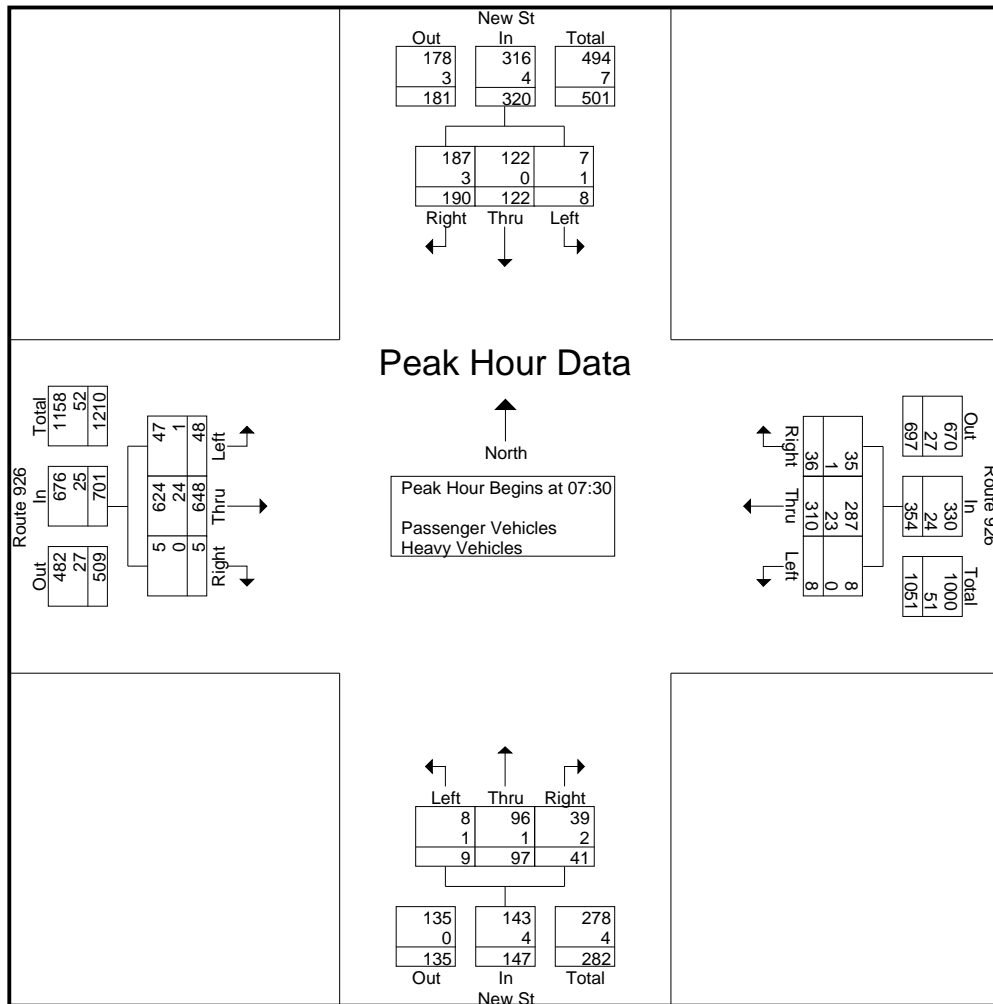 New St
Out In Total
178 316 494
3 4 7
181 320 501
187 122 7
3 0 1
190 122 8
Right Thru Left
Peak Hour Data
North
Peak Hour Begins at 07:30
Passenger Vehicles
Heavy Vehicles
Route 926
Total In Out
1158 676 482
52 25 27
1210 701 509
47 624 5
1 24 0
48 648 5
Left Thru Right
Route 926
Out In Total
670 330 1000
27 24 51
697 354 1051
35 287 8
1 23 0
36 310 8
Right Thru Left
Left Thru Right
8 96 39
1 1 2
9 97 41
135 143 278
0 4 4
135 147 282
Out In Total
New St